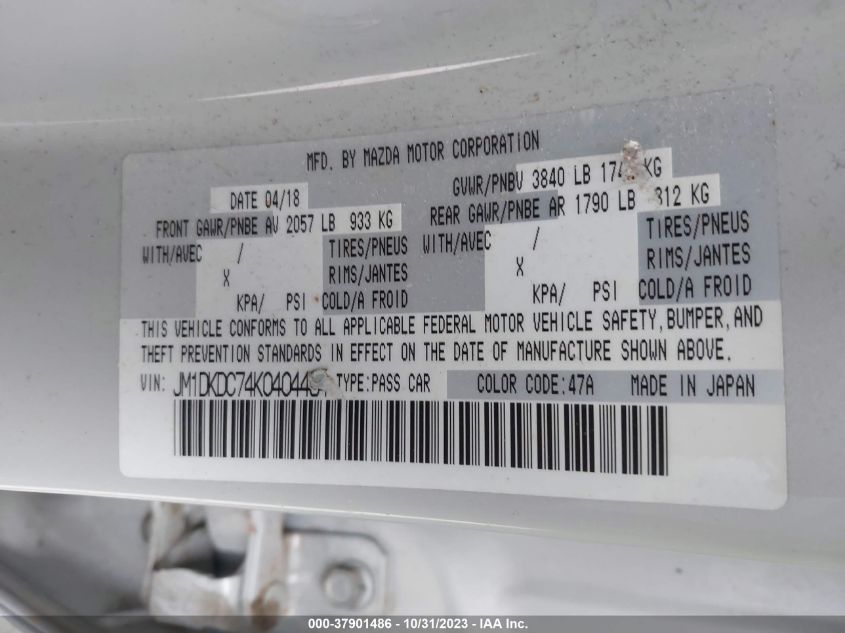 MFD. BY MAZDA MOTOR CORPORATION
DATE 04/18
GVWR/PNBV 3840 LB KG
FRONT GAWR/PNBE AV 2057 LB 933 KG
REAR GAWR/PNBE AR 1790 LB KG
WITH/AVEC / TIRES/PNEUS
X RIMS/JANTES
KPA/ PSI COLD/A FROID
WITH/AVEC / TIRES/PNEUS
X RIMS/JANTES
KPA/ PSI COLD/A FROID
THIS VEHICLE CONFORMS TO ALL APPLICABLE FEDERAL MOTOR VEHICLE SAFETY, BUMPER, AND
THEFT PREVENTION STANDARDS IN EFFECT ON THE DATE OF MANUFACTURE SHOWN ABOVE.
VIN: TYPE:PASS CAR COLOR CODE:47A MADE IN JAPAN
000-37901486 - 10/31/2023 - IAA Inc.